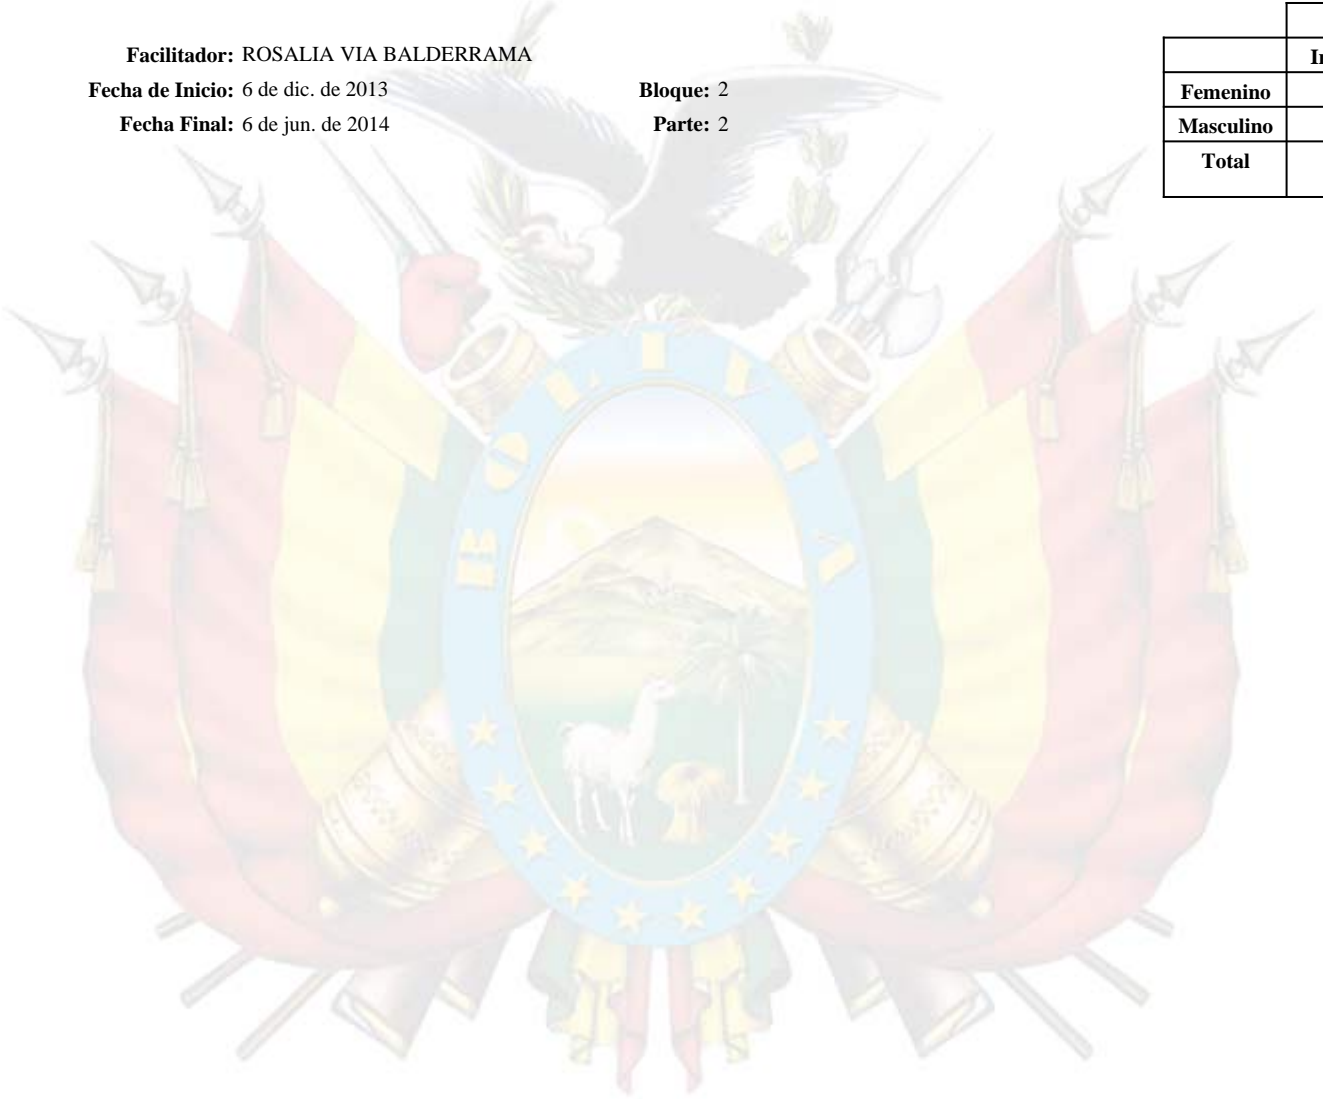 Facilitador: ROSALIA VIA BALDERRAMA
Fecha de Inicio: 6 de dic. de 2013 Bloque: 2
Fecha Final: 6 de jun. de 2014 Parte: 2
Femenino
Masculino
Total
BOLIVIA